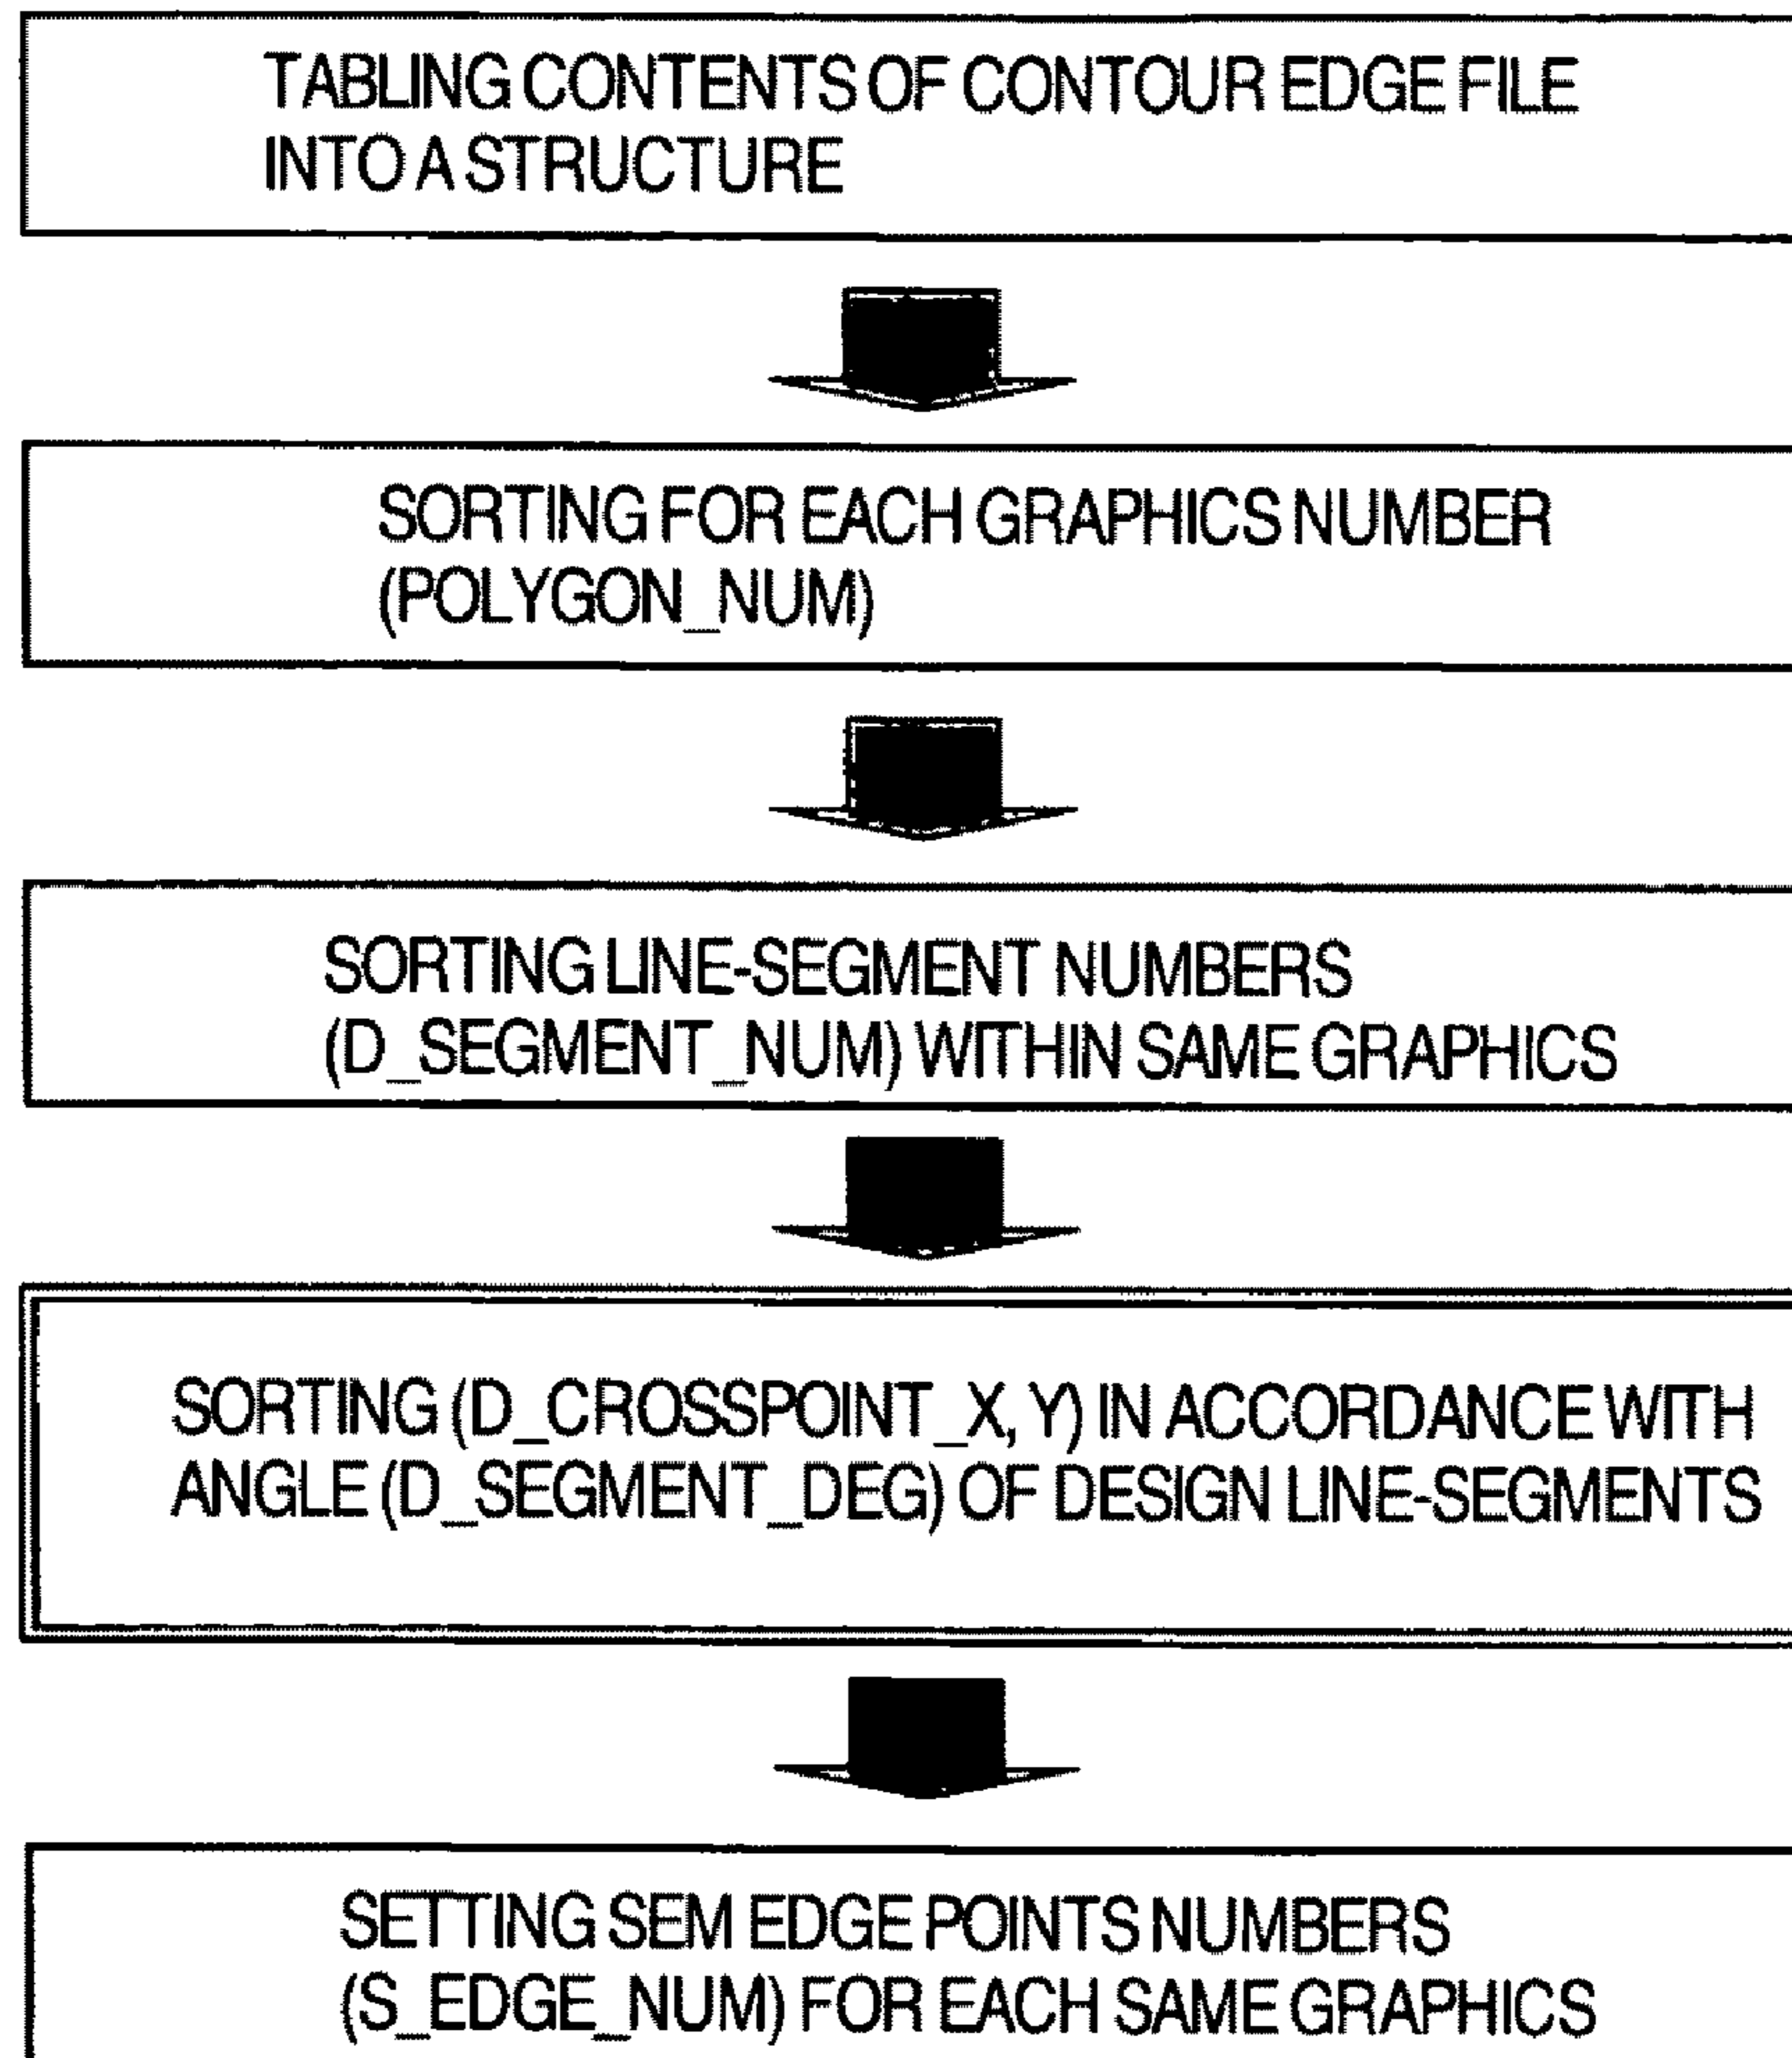 TABLING CONTENTS OF CONTOUR EDGE FILE
INTO A STRUCTURE
SORTING FOR EACH GRAPHICS NUMBER
(POLYGON_NUM)
SORTING LINE-SEGMENT NUMBERS
(D_SEGMENT_NUM) WITHIN SAME GRAPHICS
SORTING (D_CROSSPOINT_X, Y) IN ACCORDANCE WITH
ANGLE (D_SEGMENT_DEG) OF DESIGN LINE-SEGMENTS
SETTING SEM EDGE POINTS NUMBERS
(S_EDGE_NUM) FOR EACH SAME GRAPHICS